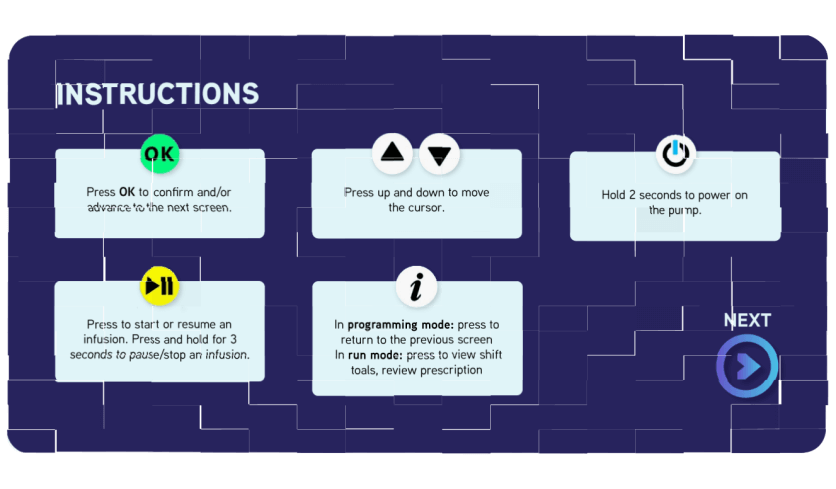 INSTRUCTIONS
OK
Press OK to confirm and/or
advance to the next screen.
Press up and down to move
the cursor.
Hold 2 seconds to power on
the pump.
Press to start or resume an
infusion. Press and hold for 3
seconds to pause/stop an infusion.
i
In programming mode: press to
return to the previous screen
In run mode: press to view shift
toals, review prescription
NEXT